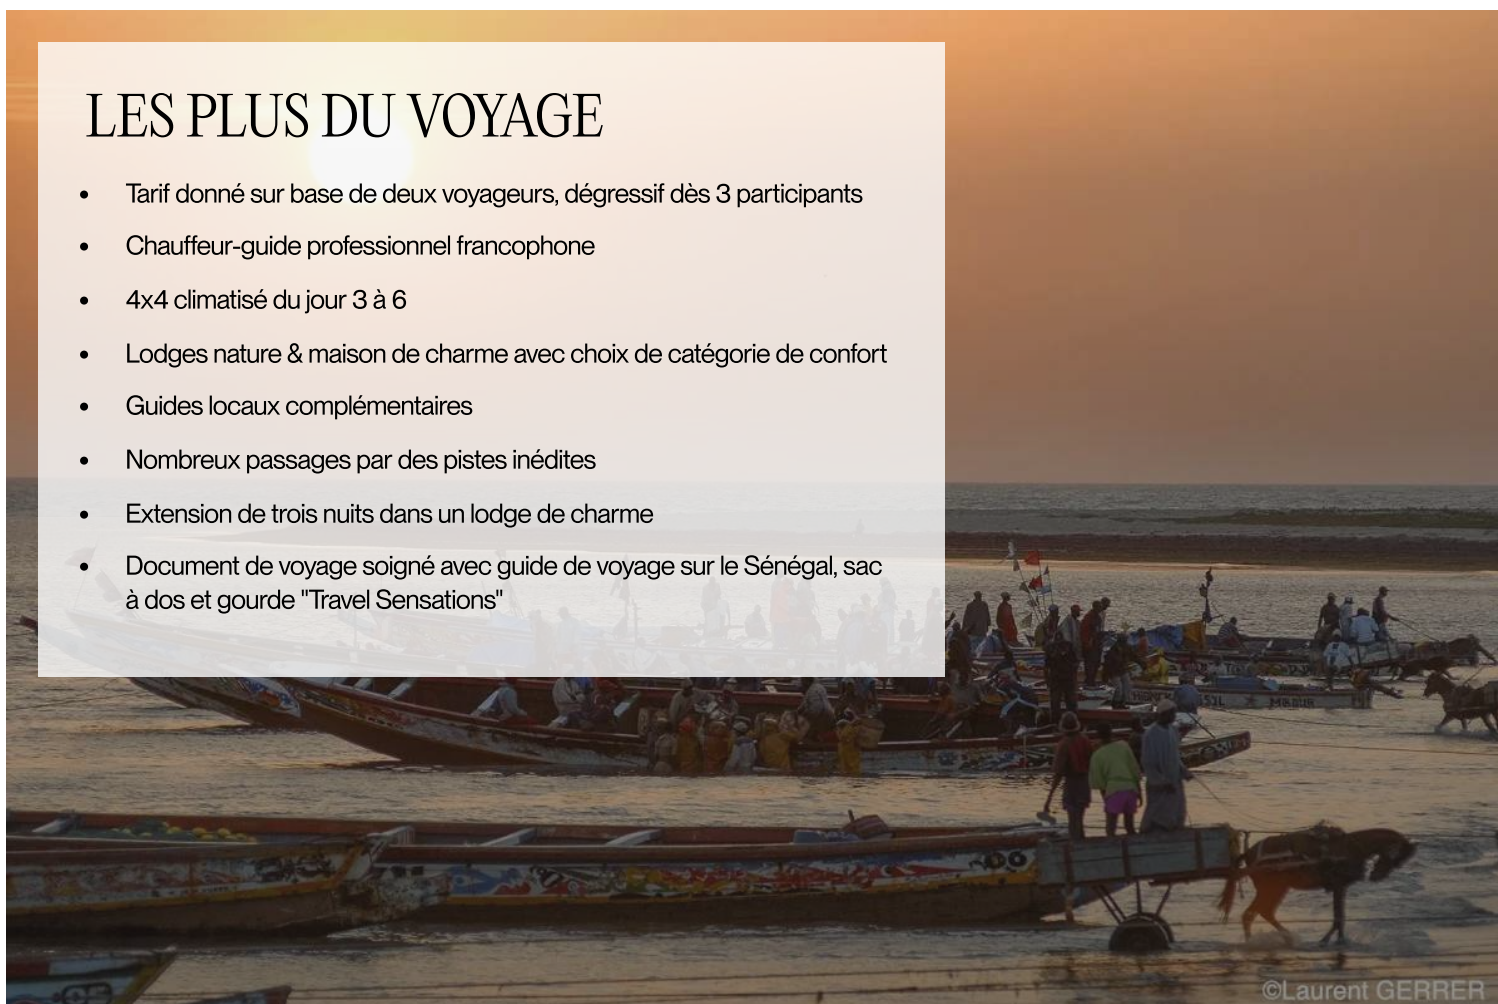 LES PLUS DU VOYAGE
• Tarif donné sur base de deux voyageurs, dégressif dès 3 participants
• Chauffeur-guide professionnel francophone
• 4x4 climatisé du jour 3 à 6
• Lodges nature & maison de charme avec choix de catégorie de confort
• Guides locaux complémentaires
• Nombreux passages par des pistes inédites
• Extension de trois nuits dans un lodge de charme
• Document de voyage soigné avec guide de voyage sur le Sénégal, sac
à dos et gourde "Travel Sensations"
©Laurent GERRER